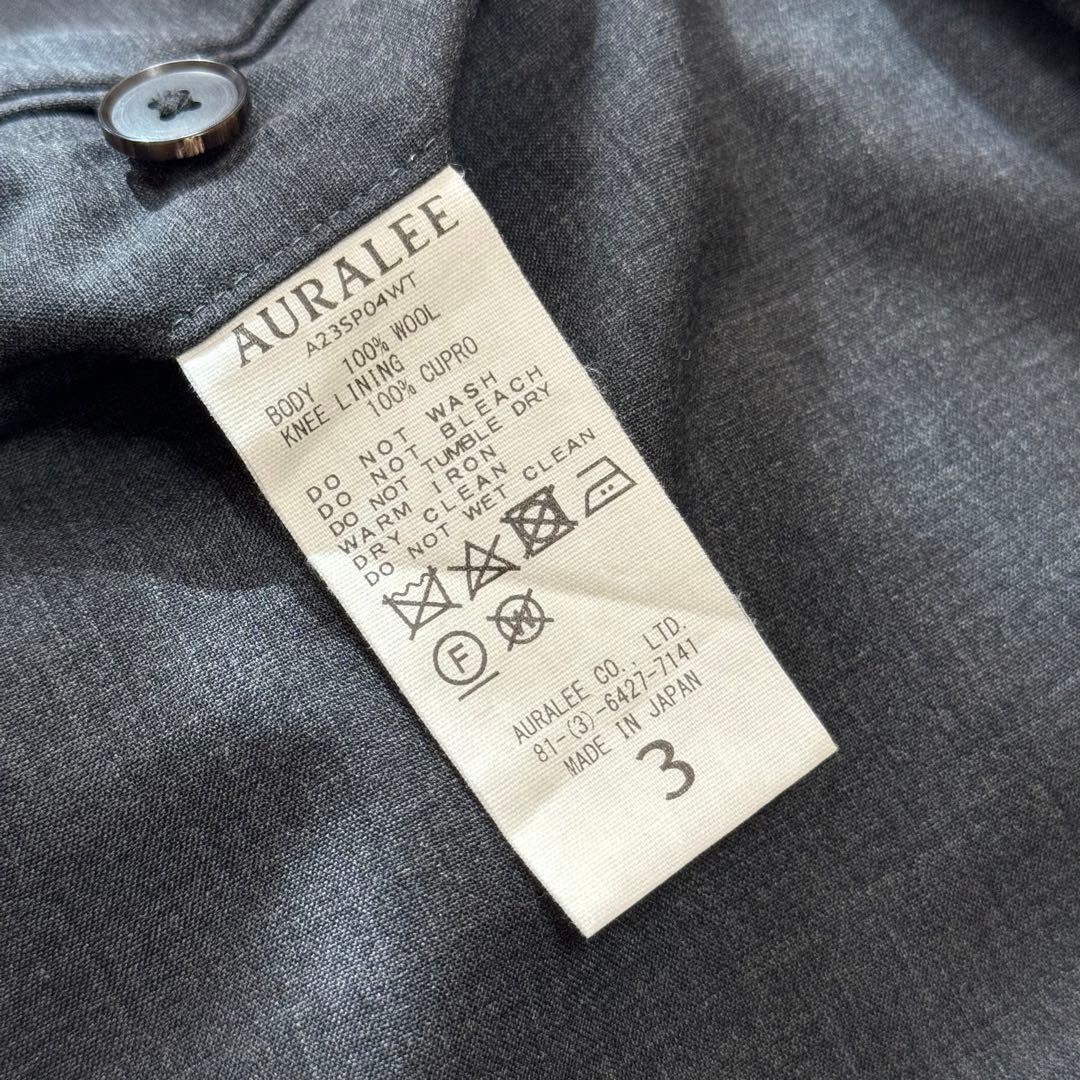 AURALEE
A23SP04WT
BODY 100% WOOL
KNEE LINING
100% CUPRO
DO NOT WASH
DO NOT BLEACH
DO NOT TUMBLE DRY
WARM IRON
DRY CLEAN
DO NOT WET CLEAN
F W
AURALEE CO., LTD.
81-(3)-6427-7141
MADE IN JAPAN
3